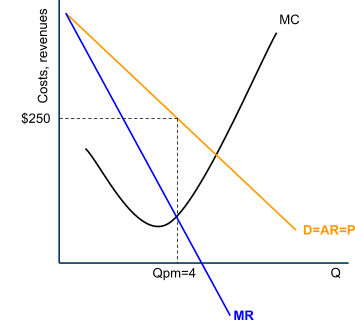 Costs, revenues
MC
$250
D=AR=P
Qpm=4
Q
MR